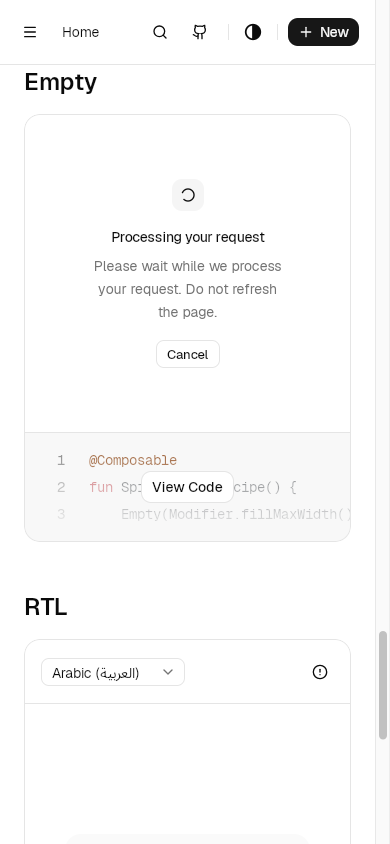 Home
New
Empty
Processing your request
Please wait while we process
your request. Do not refresh
the page.
Cancel
1 @Composable
2 fun Spi cipe() {
3 Empty(Modifier.fillMaxWidth()
View Code
RTL
Arabic (العربية)